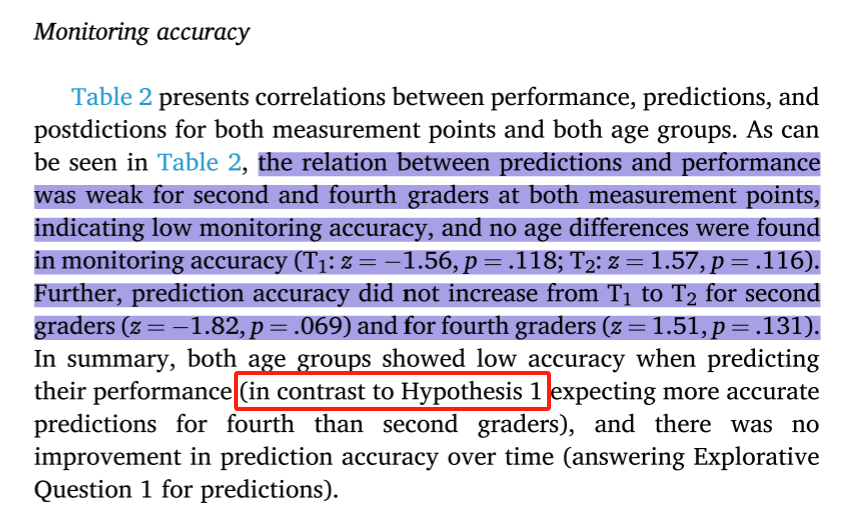 Monitoring accuracy
Table 2 presents correlations between performance, predictions, and
postdictions for both measurement points and both age groups. As can
be seen in Table 2, the relation between predictions and performance
was weak for second and fourth graders at both measurement points,
indicating low monitoring accuracy, and no age differences were found
in monitoring accuracy (T₁: z = −1.56, p = .118; T₂: z = 1.57, p = .116).
Further, prediction accuracy did not increase from T₁ to T₂ for second
graders (z = −1.82, p = .069) and for fourth graders (z = 1.51, p = .131).
In summary, both age groups showed low accuracy when predicting
their performance (in contrast to Hypothesis 1 expecting more accurate
predictions for fourth than second graders), and there was no
improvement in prediction accuracy over time (answering Explorative
Question 1 for predictions).